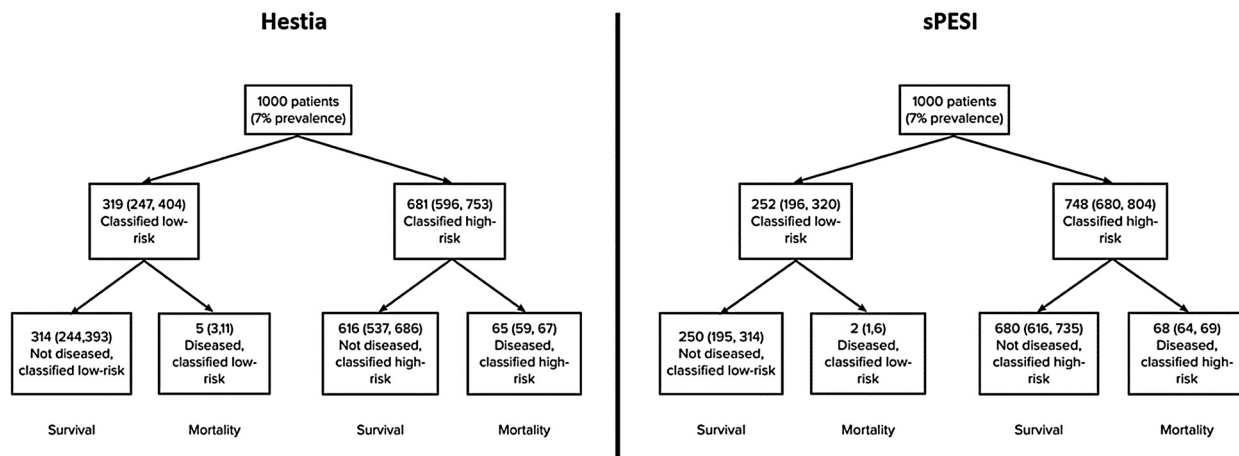 Hestia
1000 patients
(7% prevalence)
319 (247, 404)
Classified low-
risk
681 (596, 753)
Classified high-
risk
314 (244,393)
Not diseased,
classified low-risk
5 (3,11)
Diseased,
classified low-
risk
616 (537, 686)
Not diseased,
classified high-
risk
65 (59, 67)
Diseased,
classified high-
risk
Survival
Mortality
Survival
Mortality
sPESI
1000 patients
(7% prevalence)
252 (196, 320)
Classified low-
risk
748 (680, 804)
Classified high-
risk
250 (195, 314)
Not diseased,
classified low-risk
2 (1,6)
Diseased,
classified low-
risk
680 (616, 735)
Not diseased,
classified high-
risk
68 (64, 69)
Diseased,
classified high-
risk
Survival
Mortality
Survival
Mortality